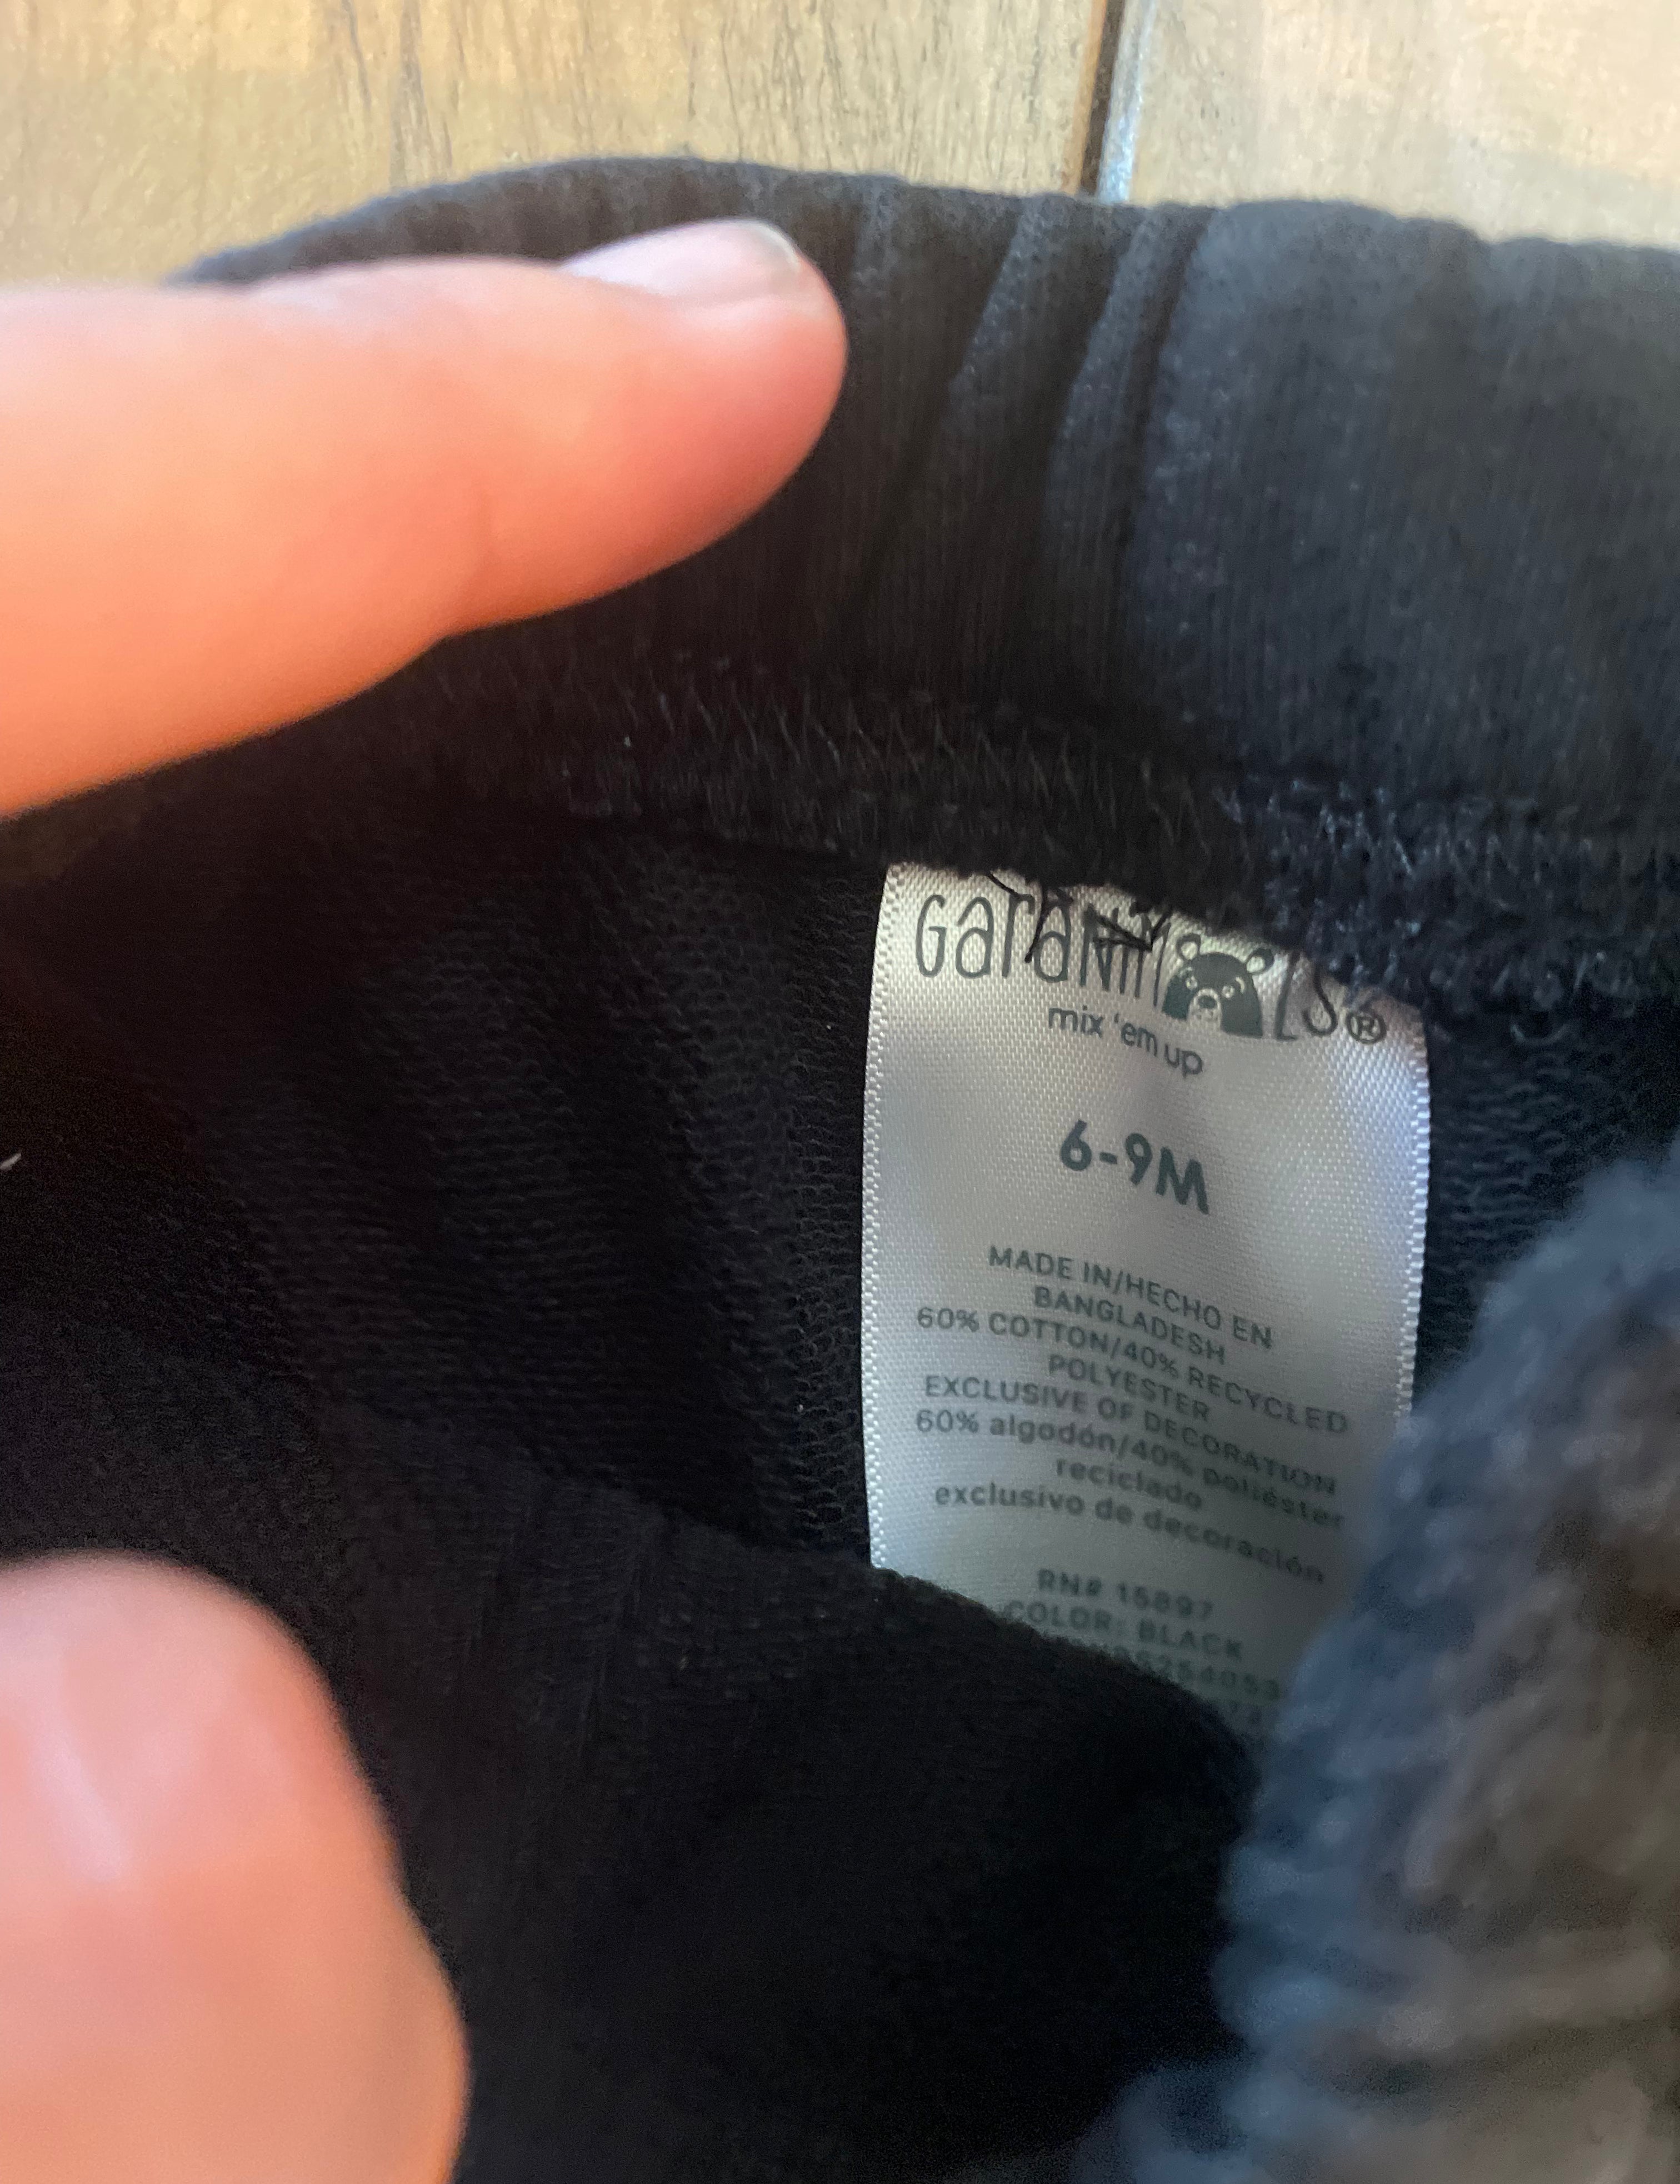 GaraNimaLS®
mix 'em up
6-9M
MADE IN/HECHO EN
BANGLADESH
60% COTTON/40% RECYCLED
POLYESTER
EXCLUSIVE OF DECORATION
60% algodón/40% poliéster
reciclado
exclusivo de decoración
RN# 15897
COLOR: BLACK